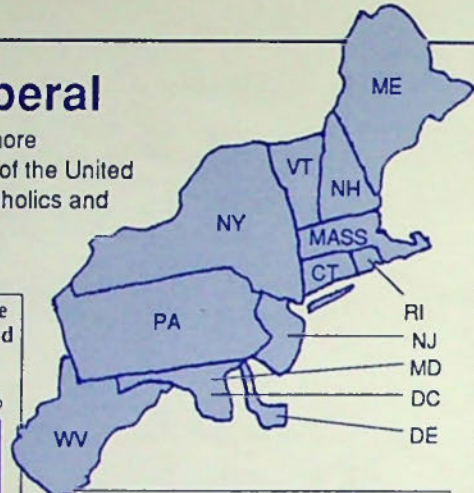 peral
nore
of the United
holics and
e
d
ME
VT
NH
NY
MASS
CT
RI
PA
NJ
MD
DC
DE
WV